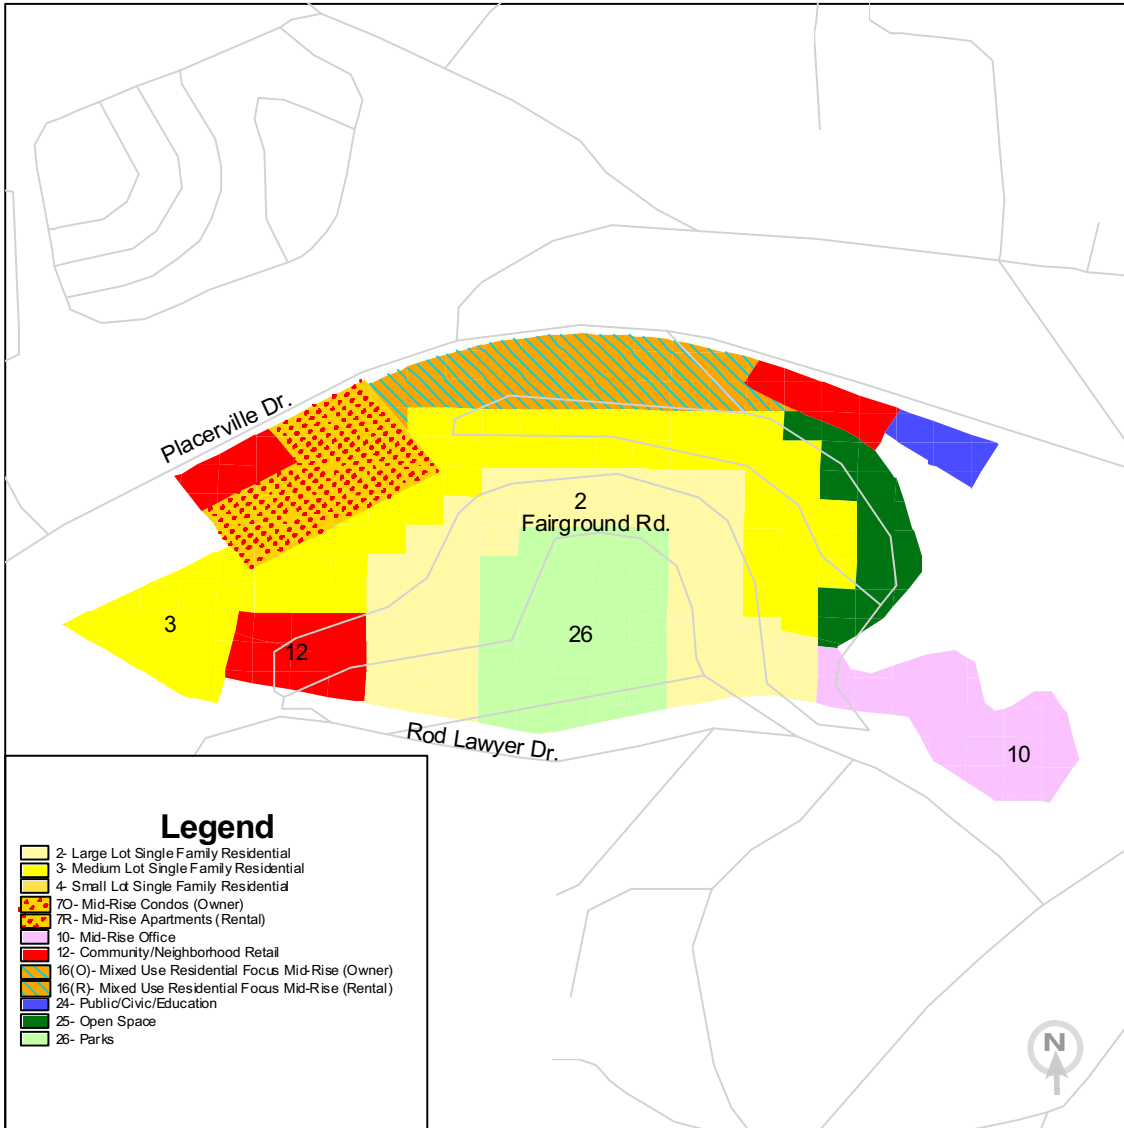 Placerville Dr.
2
Fairground Rd.
3
12
26
Rod Lawyer Dr.
10
Legend
2- Large Lot Single Family Residential
3- Medium Lot Single Family Residential
4- Small Lot Single Family Residential
7O- Mid-Rise Condos (Owner)
7R- Mid-Rise Apartments (Rental)
10- Mid-Rise Office
12- Community/Neighborhood Retail
16(O)- Mixed Use Residential Focus Mid-Rise (Owner)
16(R)- Mixed Use Residential Focus Mid-Rise (Rental)
24- Public/Civic/Education
25- Open Space
26- Parks
N